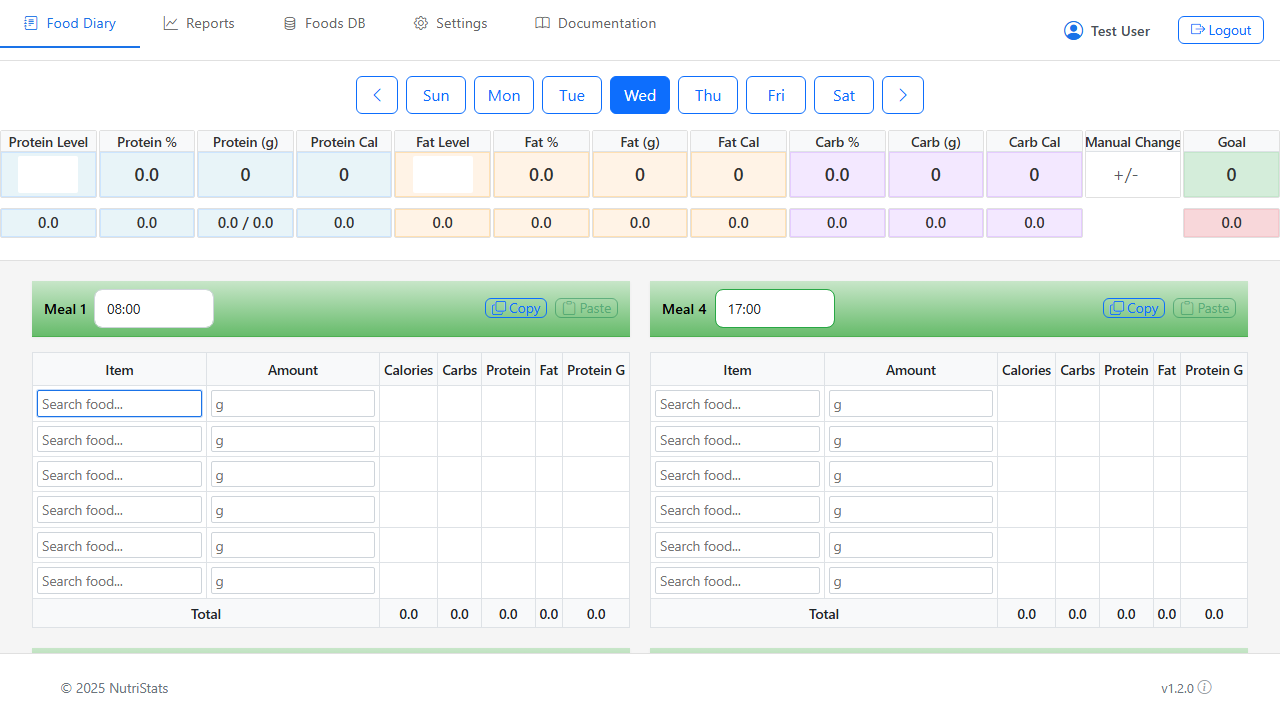 Food Diary Reports Foods DB Settings Documentation Test User Logout
Sun Mon Tue Wed Thu Fri Sat
Protein Level Protein % Protein (g) Protein Cal Fat Level Fat % Fat (g) Fat Cal Carb % Carb (g) Carb Cal Manual Change Goal
0.0 0 0 0.0 0 0 0.0 0 0 +/- 0
0.0 0.0 0.0 / 0.0 0.0 0.0 0.0 0.0 0.0 0.0 0.0 0.0 0.0
Meal 1 08:00 Copy Paste
Item Amount Calories Carbs Protein Fat Protein G
Search food... g
Search food... g
Search food... g
Search food... g
Search food... g
Search food... g
Total 0.0 0.0 0.0 0.0 0.0
Meal 4 17:00 Copy Paste
Item Amount Calories Carbs Protein Fat Protein G
Search food... g
Search food... g
Search food... g
Search food... g
Search food... g
Search food... g
Total 0.0 0.0 0.0 0.0 0.0
© 2025 NutriStats v1.2.0